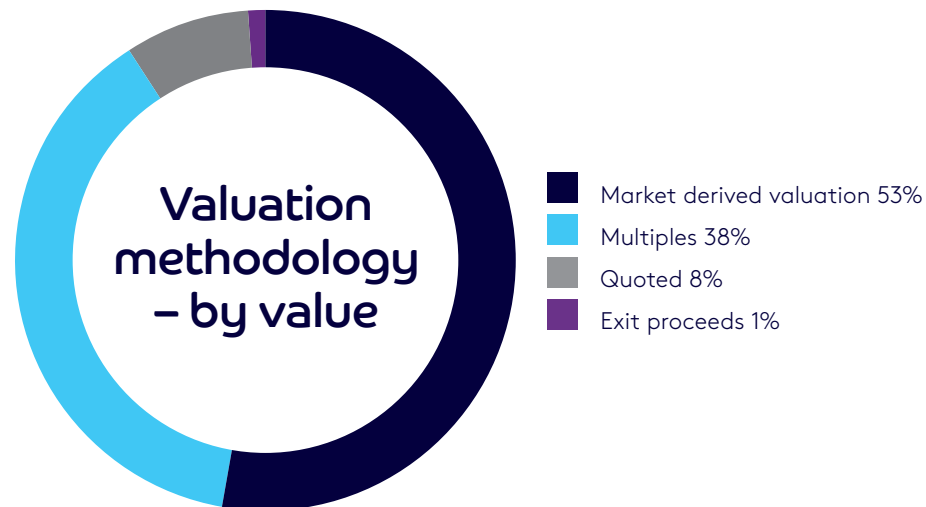 Valuation
methodology
– by value
Market derived valuation 53%
Multiples 38%
Quoted 8%
Exit proceeds 1%